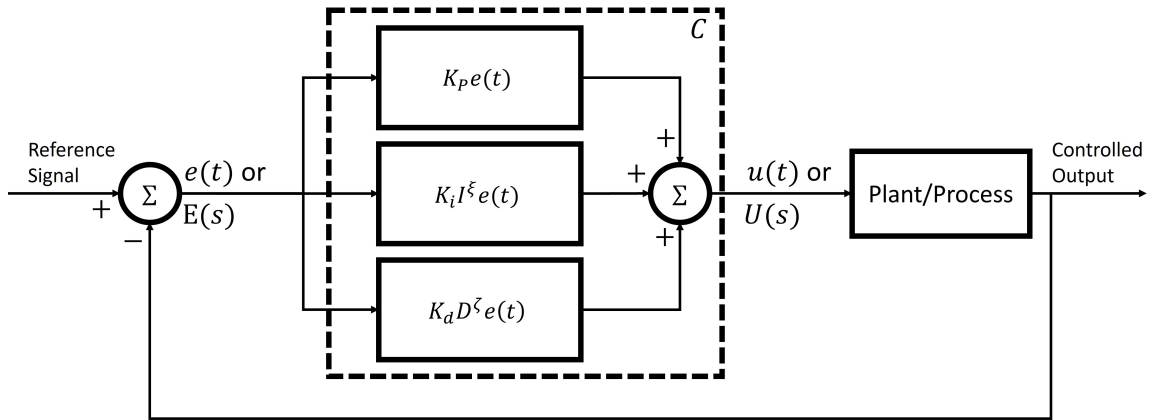 C
K_P e(t)
Reference
Signal
+
−
Σ
e(t) or
E(s)
K_i I^ξ e(t)
K_d D^ζ e(t)
+
+
+
Σ
u(t) or
U(s)
Plant/Process
Controlled
Output